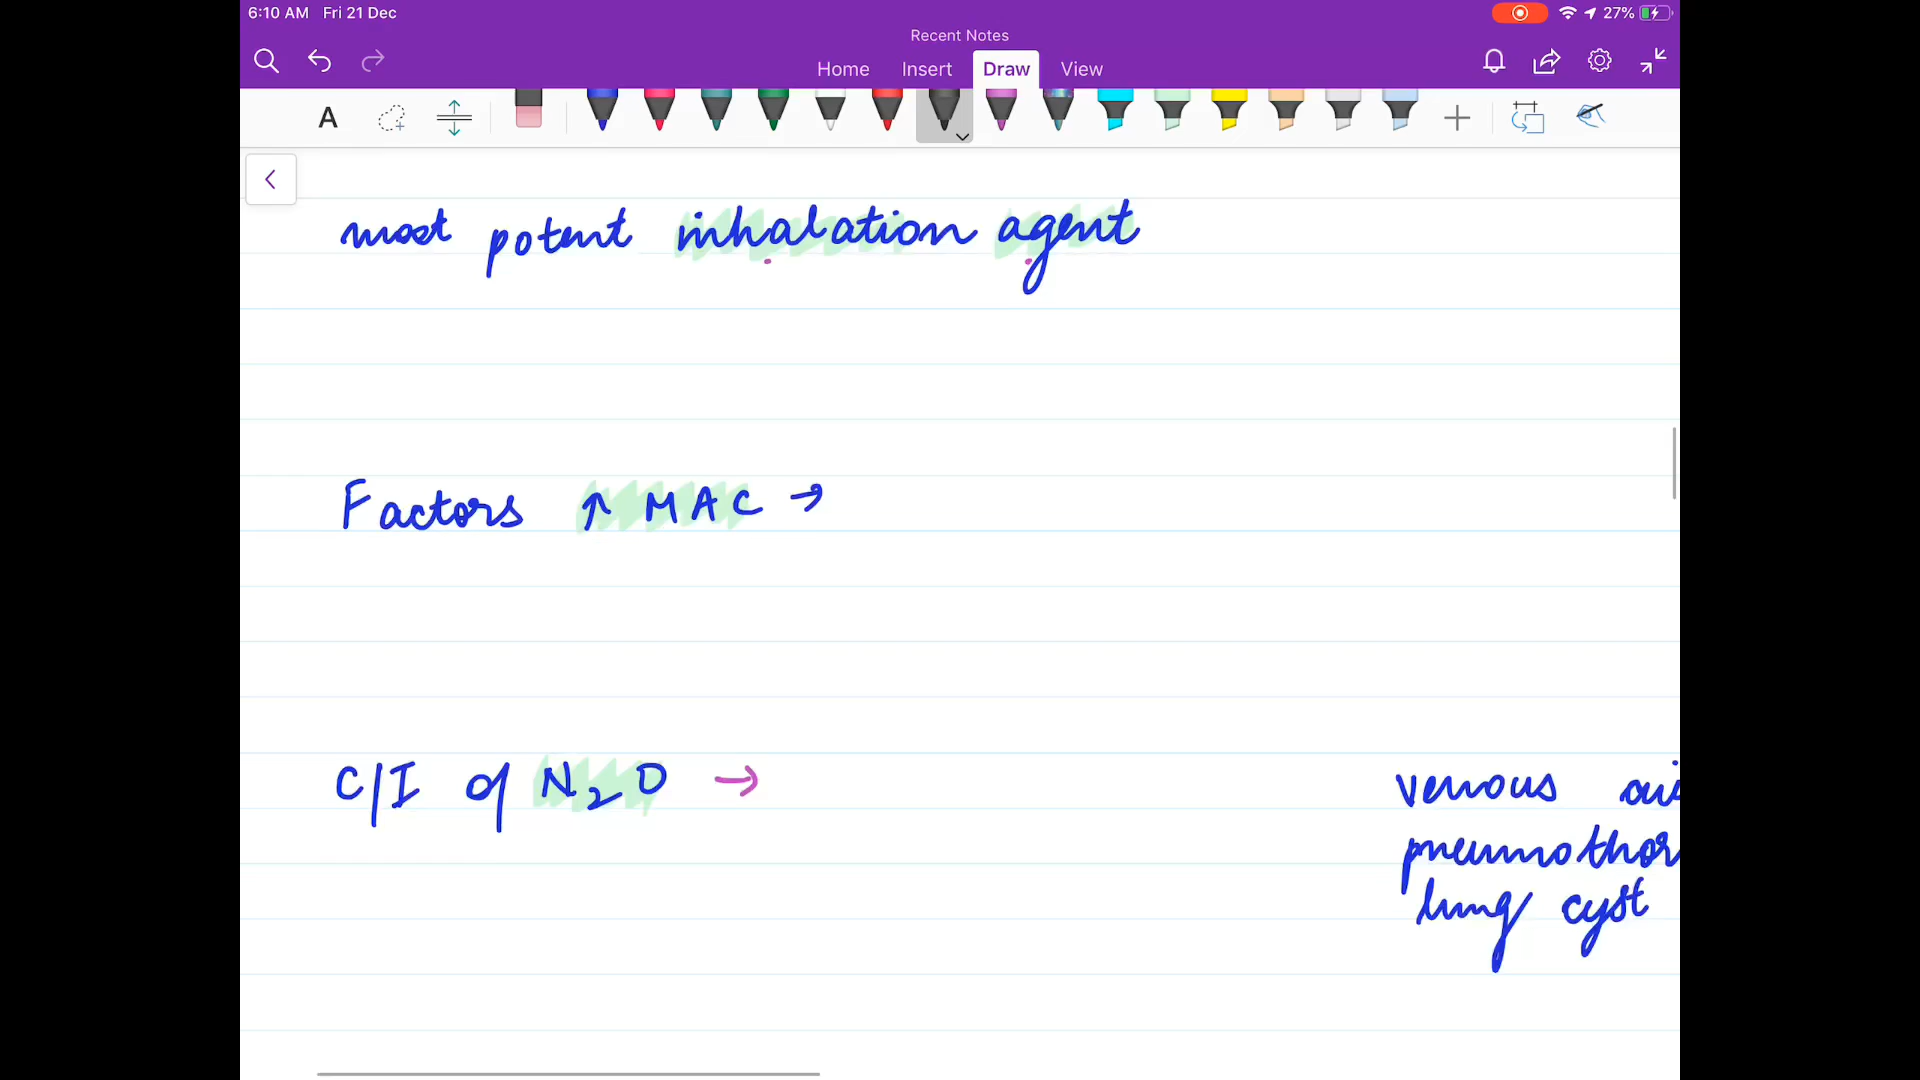 6:10 AM Fri 21 Dec
27%
Recent Notes
Home Insert Draw View
A
most potent inhalation agent
Factors ↑ MAC →
C/I of N2O →
venous
lung cyst